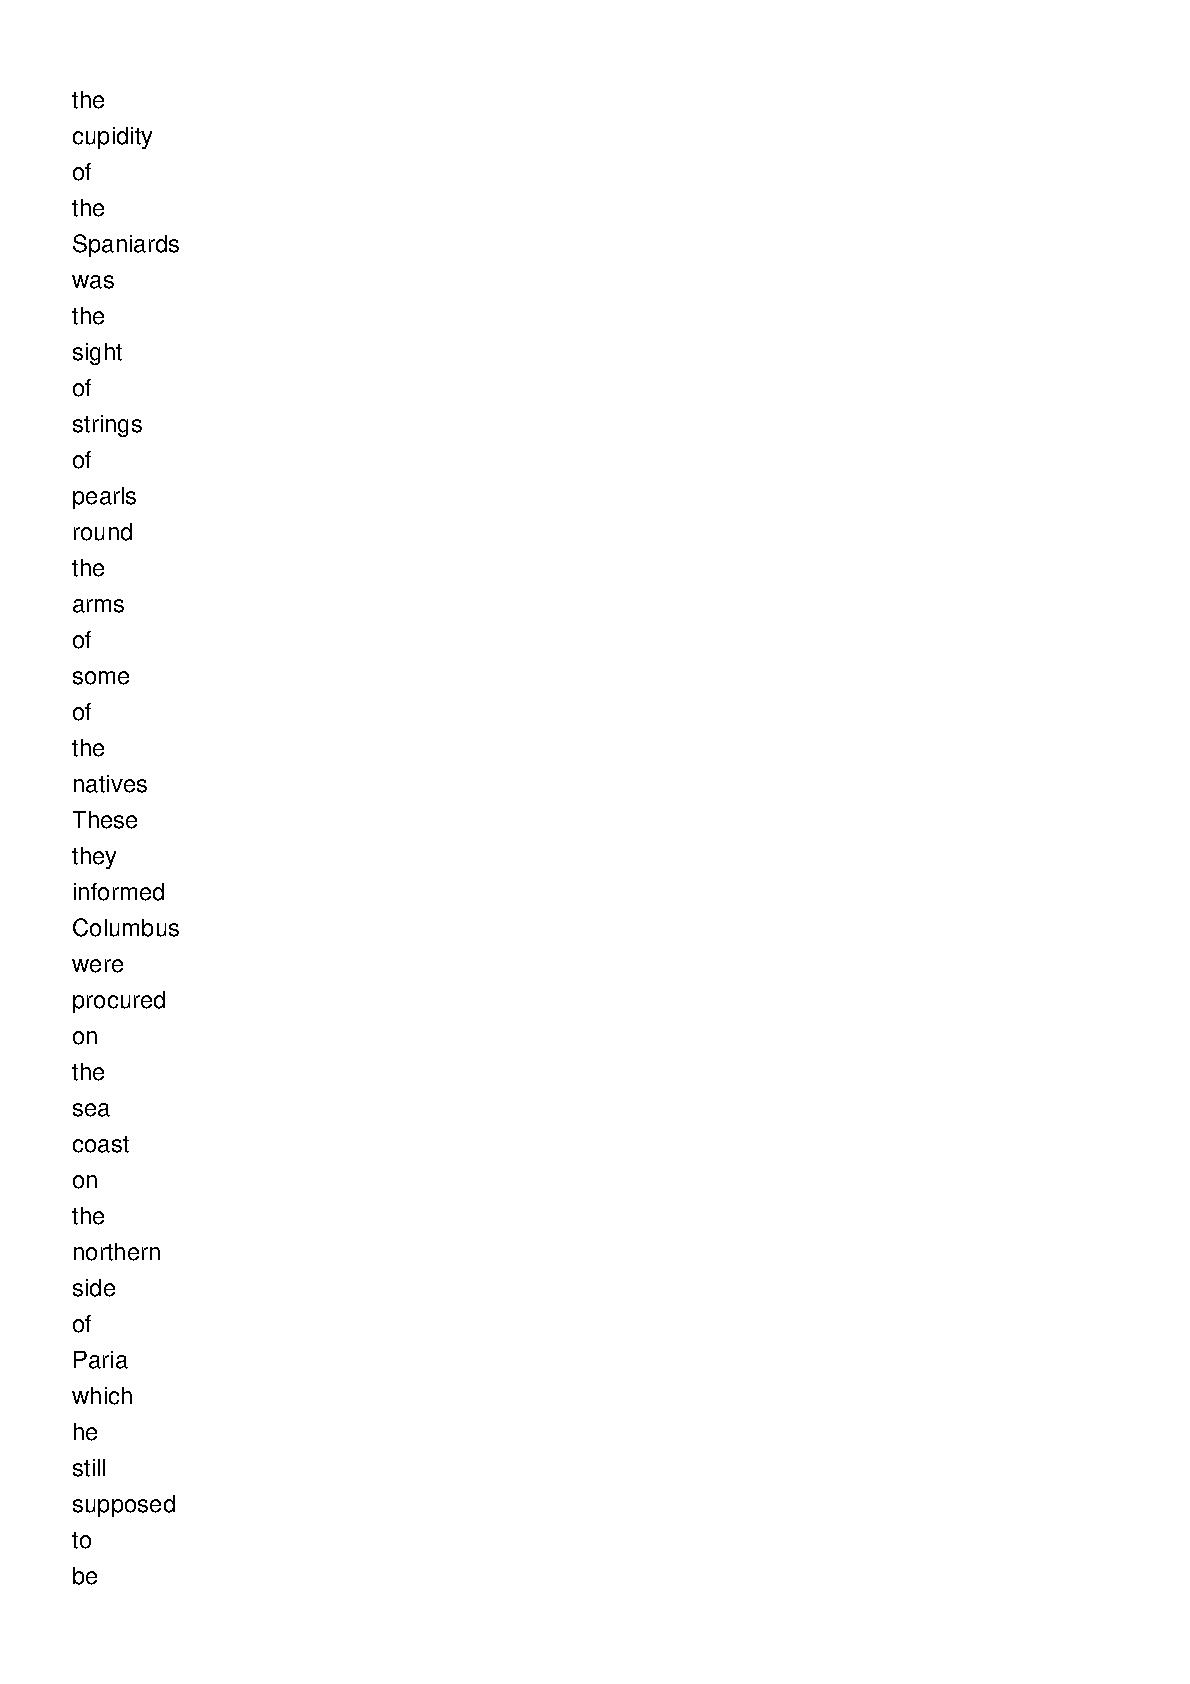 the
cupidity
of
the
Spaniards
was
the
sight
of
strings
of
pearls
round
the
arms
of
some
of
the
natives
These
they
informed
Columbus
were
procured
on
the
sea
coast
on
the
northern
side
of
Paria
which
he
still
supposed
to
be